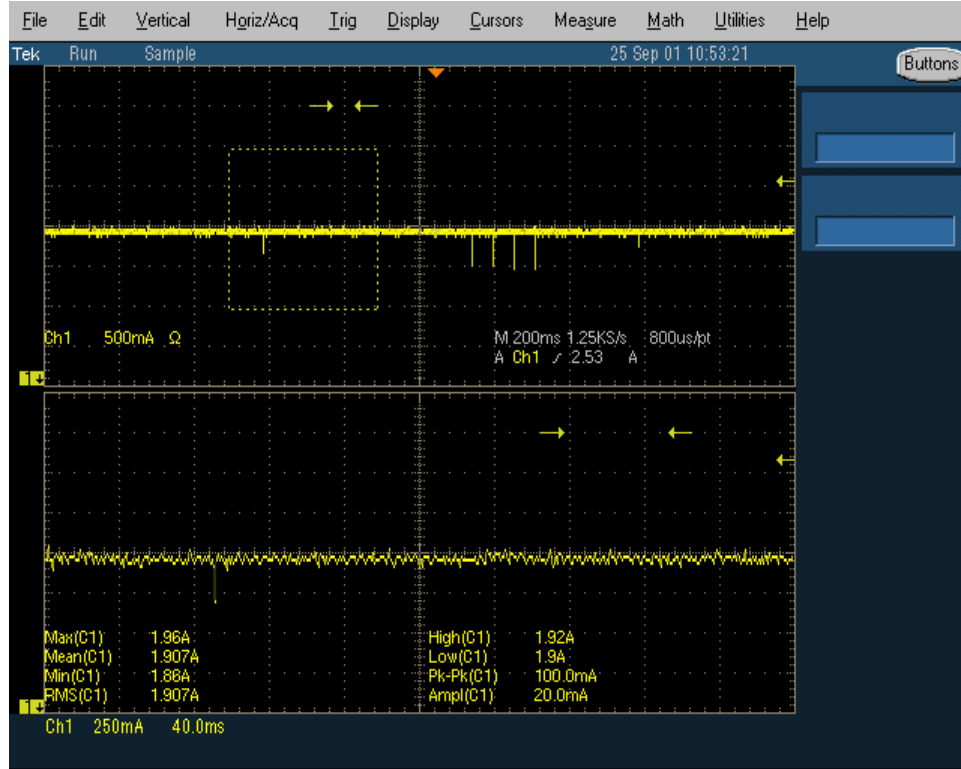 File Edit Vertical Horiz/Acq Trig Display Cursors Measure Math Utilities Help
Tek Run Sample 25 Sep 01 10:53:21 Buttons
Ch1 500mA Ω M 200ms 1.25KS/s 800us/pt
A Ch1 ⁄ 2.53 A
1
Max(C1) 1.96A High(C1) 1.92A
Mean(C1) 1.907A Low(C1) 1.9A
Min(C1) 1.86A Pk-Pk(C1) 100.0mA
RMS(C1) 1.907A Ampl(C1) 20.0mA
1
Ch1 250mA 40.0ms